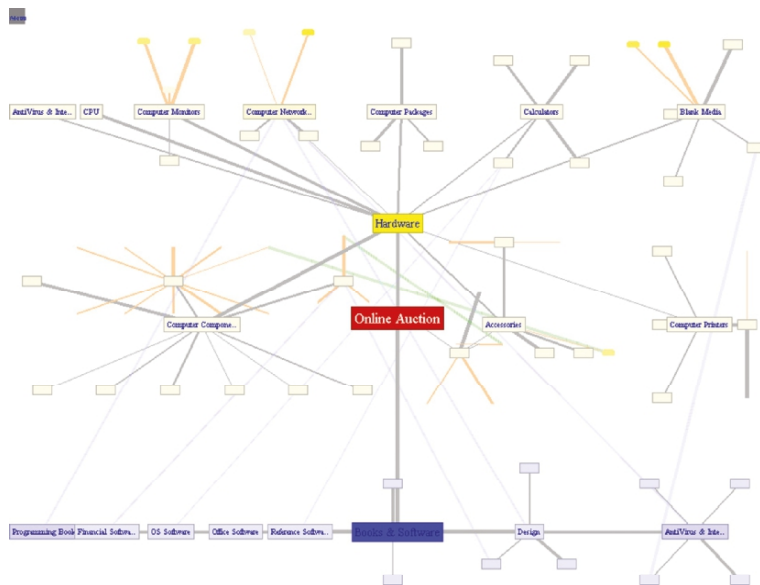 AntiVirus & Inte..
CPU
Computer Monitors
Computer Network..
Computer Packages
Calculators
Blank Media
Hardware
Online Auction
Computer Compone...
Accessories
Computer Printers
Programming Book
Financial Softwa...
OS Software
Office Software
Reference Softwa...
Books & Software
Design
AntiVirus & Inte...